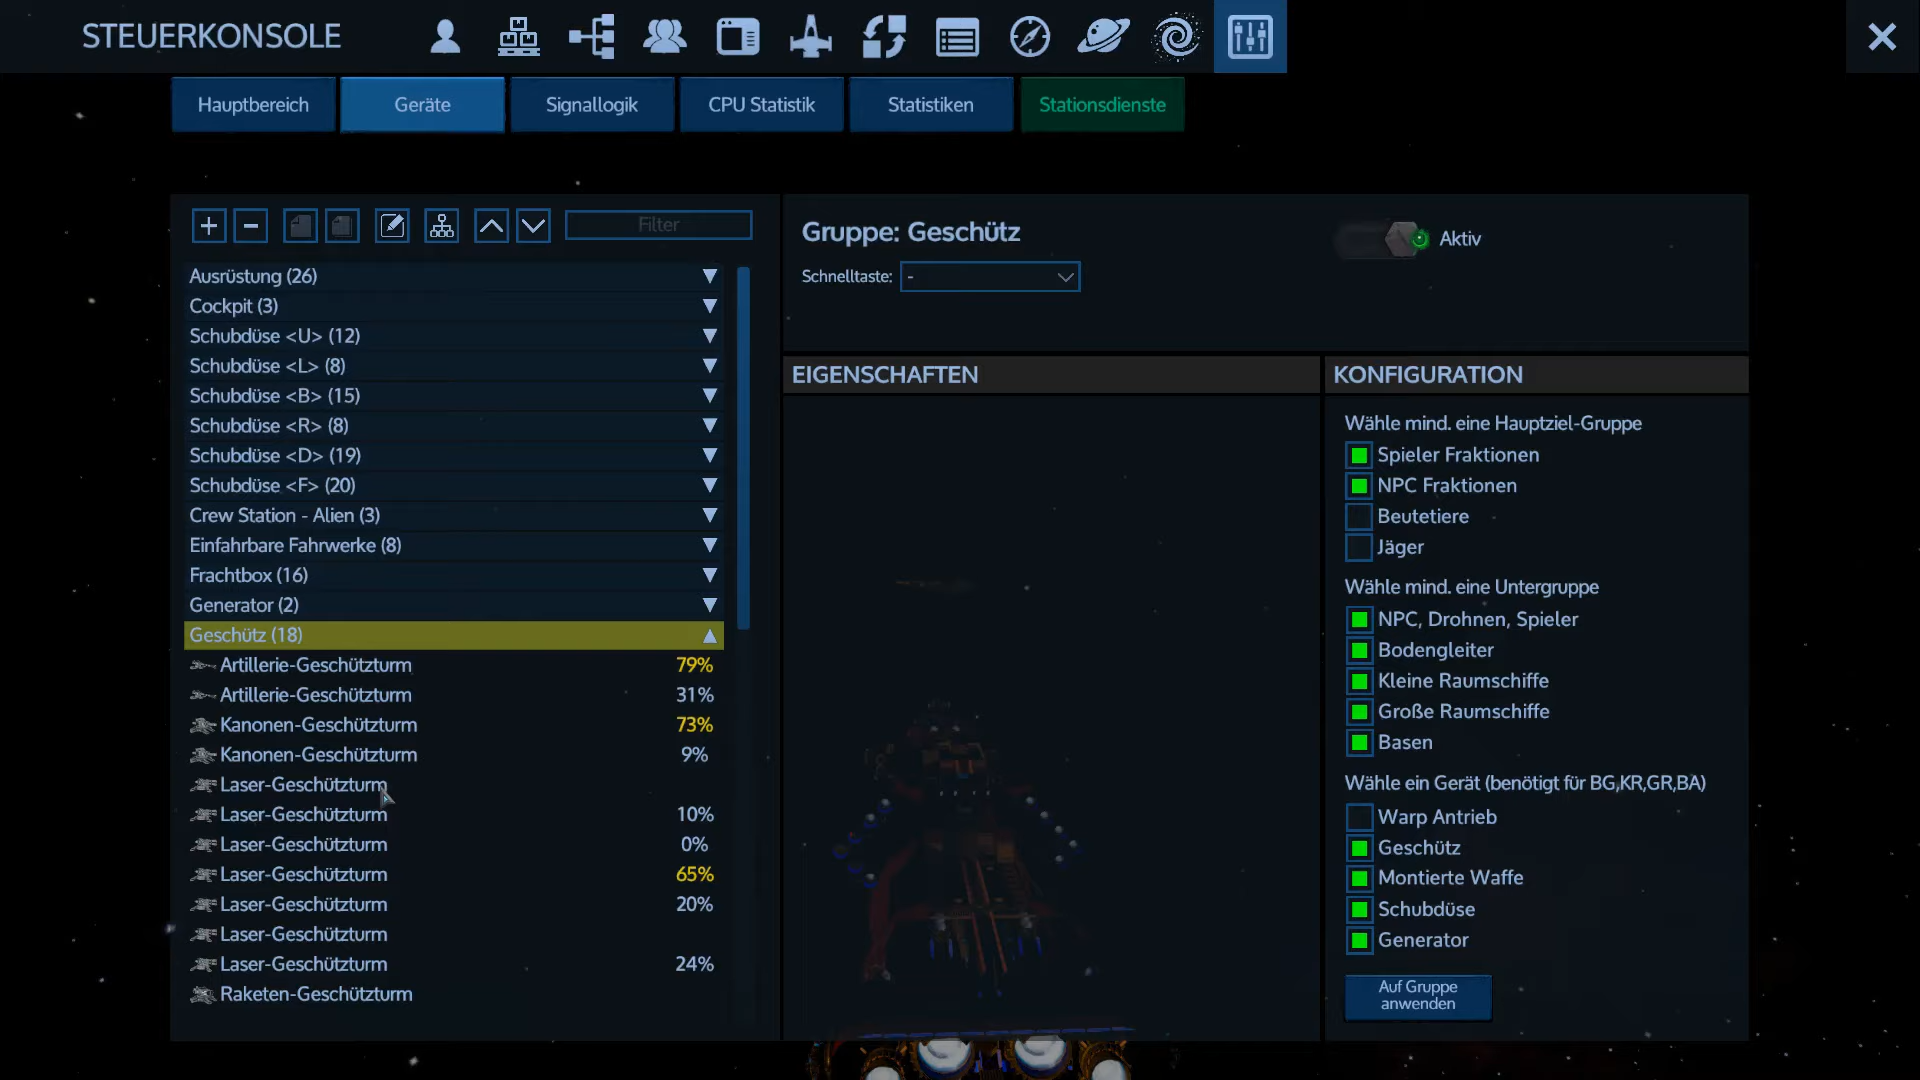 STEUERKONSOLE
Hauptbereich
Geräte
Signallogik
CPU Statistik
Statistiken
Stationsdienste
Filter
Ausrüstung (26)
Cockpit (3)
Schubdüse <U> (12)
Schubdüse <L> (8)
Schubdüse <B> (15)
Schubdüse <R> (8)
Schubdüse <D> (19)
Schubdüse <F> (20)
Crew Station - Alien (3)
Einfahrbare Fahrwerke (8)
Frachtbox (16)
Generator (2)
Geschütz (18)
Artillerie-Geschützturm 79%
Artillerie-Geschützturm 31%
Kanonen-Geschützturm 73%
Kanonen-Geschützturm 9%
Laser-Geschützturm
Laser-Geschützturm 10%
Laser-Geschützturm 0%
Laser-Geschützturm 65%
Laser-Geschützturm 20%
Laser-Geschützturm
Laser-Geschützturm 24%
Raketen-Geschützturm
Gruppe: Geschütz
Aktiv
Schnelltaste: -
EIGENSCHAFTEN
KONFIGURATION
Wähle mind. eine Hauptziel-Gruppe
Spieler Fraktionen
NPC Fraktionen
Beutetiere
Jäger
Wähle mind. eine Untergruppe
NPC, Drohnen, Spieler
Bodengleiter
Kleine Raumschiffe
Große Raumschiffe
Basen
Wähle ein Gerät (benötigt für BG,KR,GR,BA)
Warp Antrieb
Geschütz
Montierte Waffe
Schubdüse
Generator
Auf Gruppe
anwenden